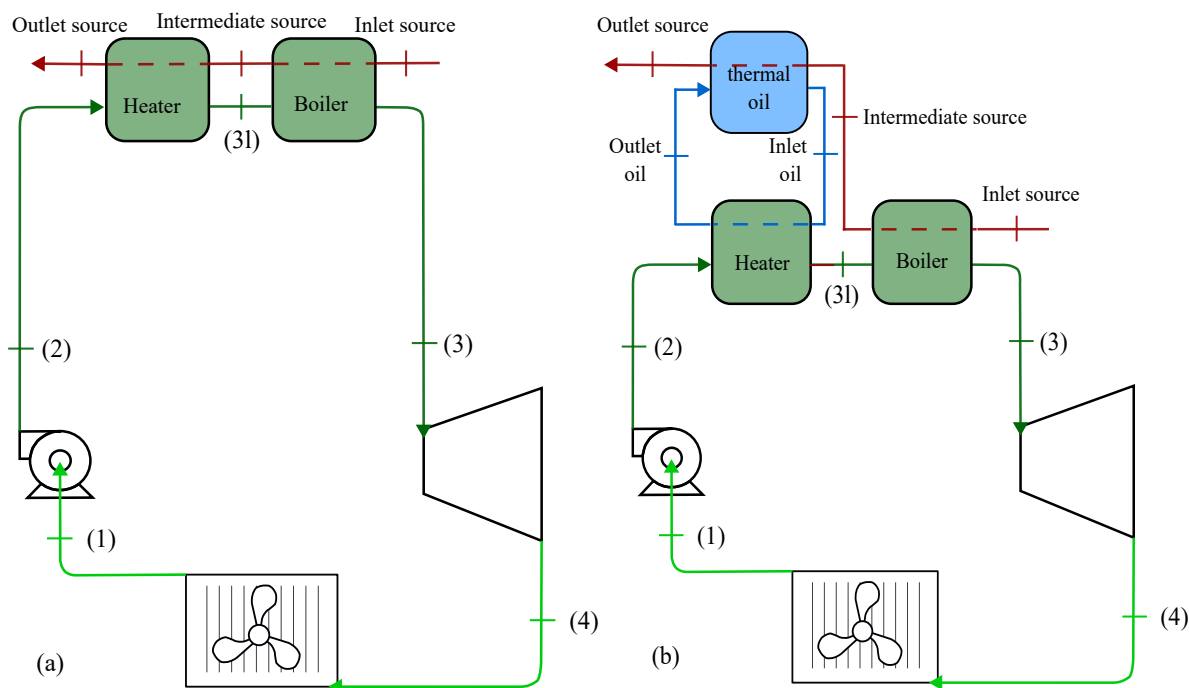 Outlet source
Intermediate source
Inlet source
Heater
Boiler
(3l)
(2)
(3)
(1)
(4)
(a)
Outlet source
thermal
oil
Intermediate source
Outlet
oil
Inlet
oil
Inlet source
Heater
Boiler
(3l)
(2)
(3)
(1)
(4)
(b)